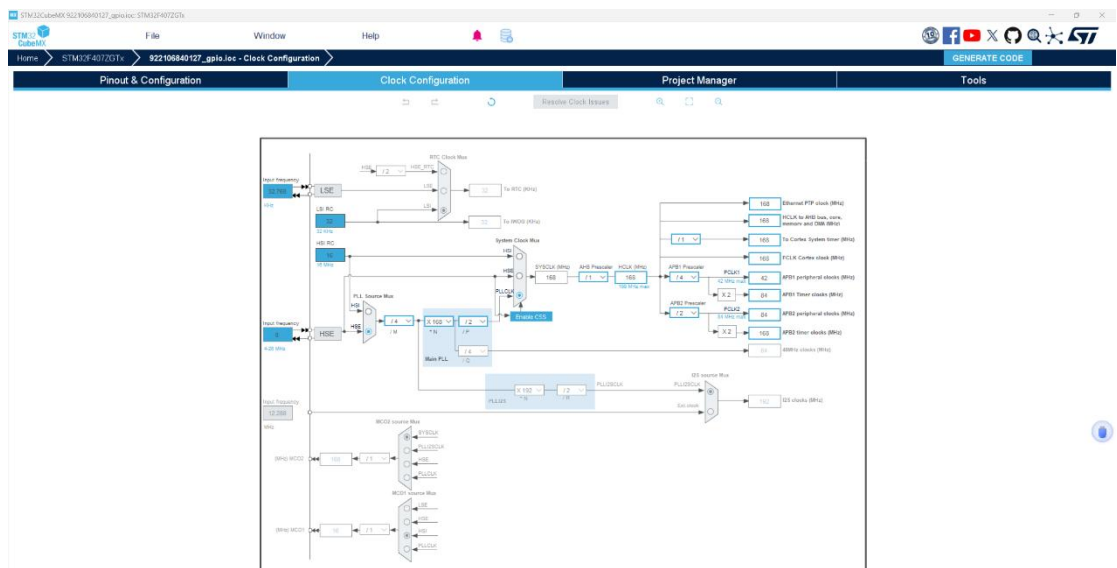 STM32CubeMX 922106840127_gpio.ioc: STM32F407ZGTx
STM32 CubeMX File Window Help
Home STM32F407ZGTx 922106840127_gpio.ioc - Clock Configuration GENERATE CODE
Pinout & Configuration Clock Configuration Project Manager Tools
Resolve Clock Issues
RTC Clock Mux
HSE / 2 HSE_RTC
Input frequency
32.768 LSE LSE 32 To RTC (KHz)
KHz
LSI RC LSI
32 32 To IWDG (KHz)
32 KHz
HSI RC System Clock Mux
16 HSI
16 MHz
HSE SYSCLK (MHz) AHB Prescaler HCLK (MHz) APB1 Prescaler
PLLCLK 168 / 1 168 / 4 PCLK1 42 APB1 peripheral clocks (MHz)
168 MHz max 42 MHz max
168 Ethernet PTP clock (MHz)
168 HCLK to AHB bus, core,
memory and DMA (MHz)
/ 1 168 To Cortex System timer (MHz)
168 FCLK Cortex clock (MHz)
X 2 84 APB1 Timer clocks (MHz)
APB2 Prescaler
/ 2 PCLK2 84 APB2 peripheral clocks (MHz)
84 MHz max
X 2 168 APB2 timer clocks (MHz)
PLL Source Mux
HSI
Input frequency
8 HSE HSE / 4 X 168 / 2 Enable CSS
4-26 MHz / M * N / P
Main PLL / 4 84 48MHz clocks (MHz)
/ Q
I2S source Mux
X 192 / 2 PLLI2SCLK PLLI2SCLK
PLLI2S * N / R
Ext.clock 192 I2S clocks (MHz)
Input frequency
12.288
MHz
MCO2 source Mux
SYSCLK
PLLI2SCLK
(MHz) MCO2 168 / 1 HSE
PLLCLK
MCO1 source Mux
LSE
HSE
(MHz) MCO1 16 / 1 HSI
PLLCLK